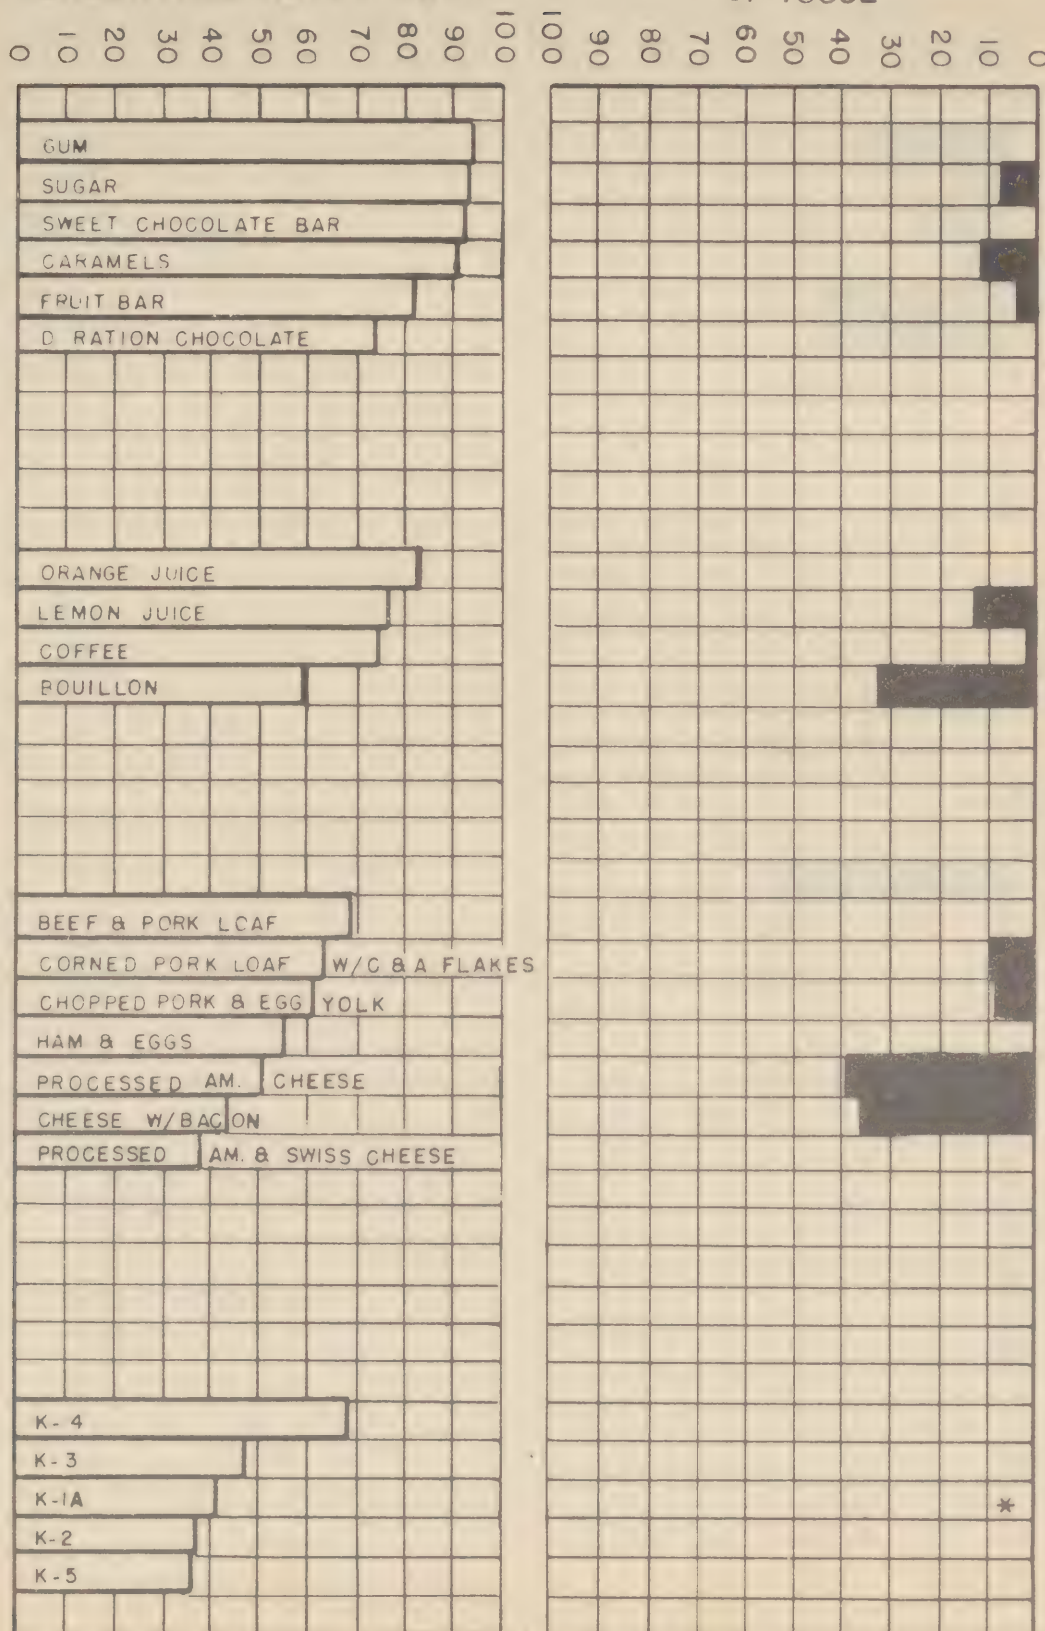 0 10 20 30 40 50 60 70 80 90 100 100 90 80 70 60 50 40 30 20 10 0
GUM
SUGAR
SWEET CHOCOLATE BAR
CARAMELS
FRUIT BAR
D RATION CHOCOLATE
ORANGE JUICE
LEMON JUICE
COFFEE
BOUILLON
BEEF & PORK LOAF
CORNED PORK LOAF W/C & A FLAKES
CHOPPED PORK & EGG YOLK
HAM & EGGS
PROCESSED AM. CHEESE
CHEESE W/BACON
PROCESSED AM. & SWISS CHEESE
K-4
K-3
K-1A *
K-2
K-5